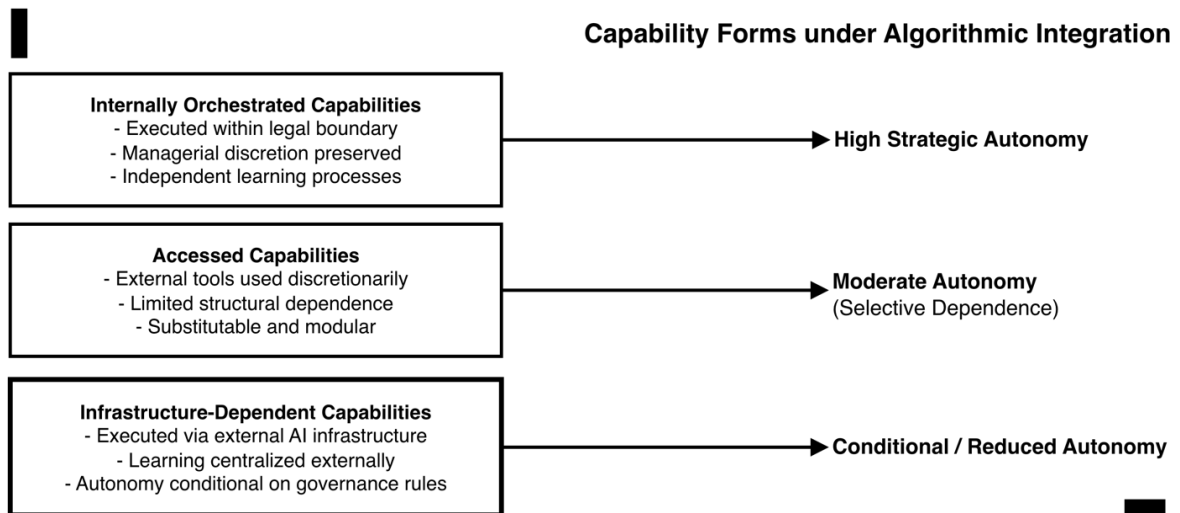 Capability Forms under Algorithmic Integration
Internally Orchestrated Capabilities
- Executed within legal boundary
- Managerial discretion preserved
- Independent learning processes
High Strategic Autonomy
Accessed Capabilities
- External tools used discretionarily
- Limited structural dependence
- Substitutable and modular
Moderate Autonomy
(Selective Dependence)
Infrastructure-Dependent Capabilities
- Executed via external AI infrastructure
- Learning centralized externally
- Autonomy conditional on governance rules
Conditional / Reduced Autonomy